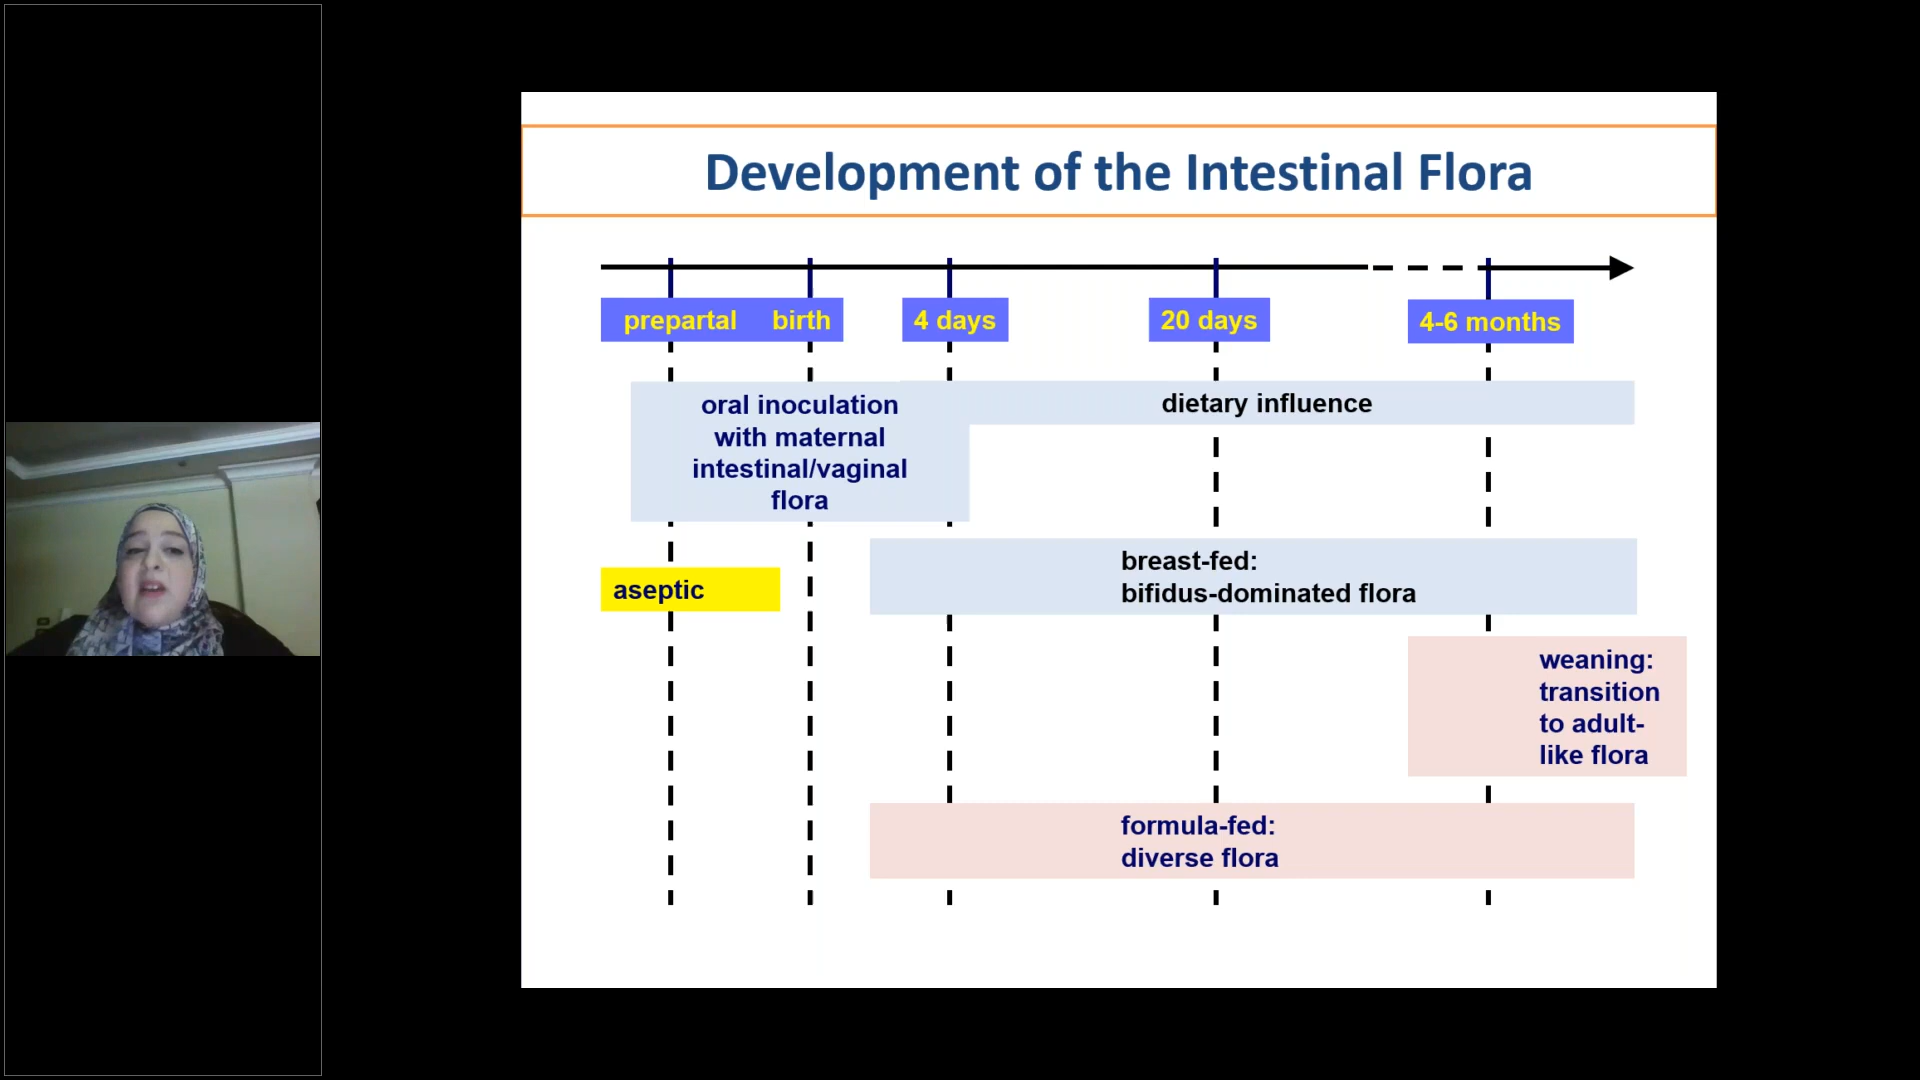 Development of the Intestinal Flora
prepartal birth 4 days 20 days 4-6 months
oral inoculation
with maternal
intestinal/vaginal
flora
dietary influence
aseptic
breast-fed:
bifidus-dominated flora
weaning:
transition
to adult-
like flora
formula-fed:
diverse flora